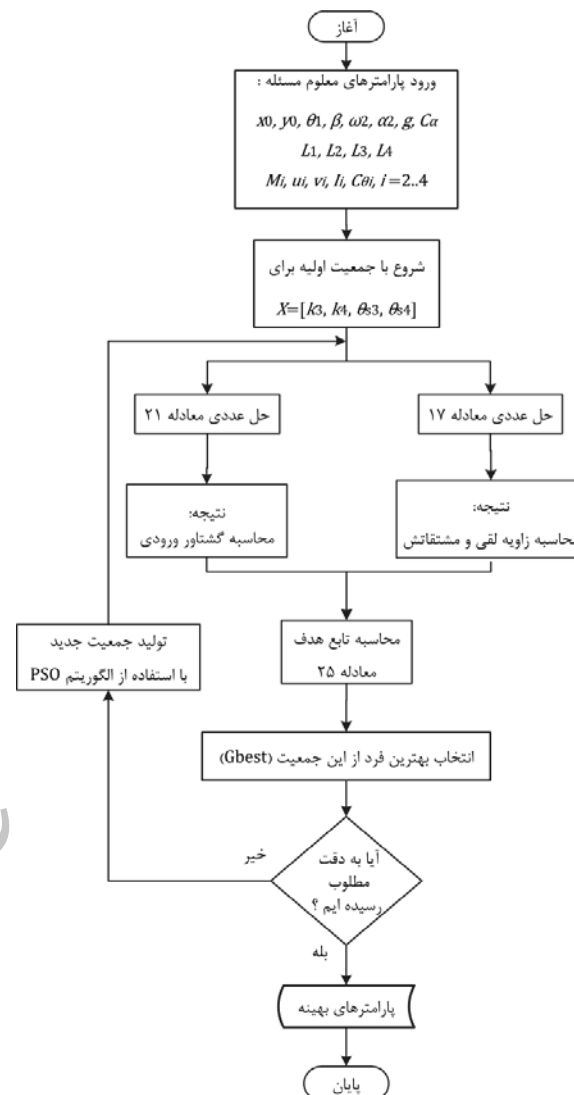 آغاز
ورود پارامترهای معلوم مسئله :
x0, y0, θ1, β, ω2, α2, g, Cα
L1, L2, L3, L4
Mi, ui, vi, Ii, Cθi, i =2..4
شروع با جمعیت اولیه برای
X=[k3, k4, θs3, θs4]
حل عددی معادله ۱۷
حل عددی معادله ۲۱
نتیجه:
محاسبه زاویه لقی و مشتقاتش
نتیجه:
محاسبه گشتاور ورودی
محاسبه تابع هدف
معادله ۲۵
تولید جمعیت جدید
با استفاده از الگوریتم PSO
انتخاب بهترین فرد از این جمعیت (Gbest)
آیا به دقت
مطلوب
رسیده ایم ؟
خیر
بله
پارامترهای بهینه
پایان